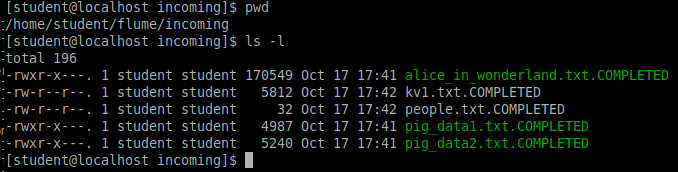 [student@localhost incoming]$ pwd
/home/student/flume/incoming
[student@localhost incoming]$ ls -l
total 196
-rwxr-x---. 1 student student 170549 Oct 17 17:41 alice_in_wonderland.txt.COMPLETED
-rw-r--r--. 1 student student   5812 Oct 17 17:42 kv1.txt.COMPLETED
-rw-r--r--. 1 student student     32 Oct 17 17:42 people.txt.COMPLETED
-rwxr-x---. 1 student student   4987 Oct 17 17:41 pig_data1.txt.COMPLETED
-rwxr-x---. 1 student student   5240 Oct 17 17:41 pig_data2.txt.COMPLETED
[student@localhost incoming]$